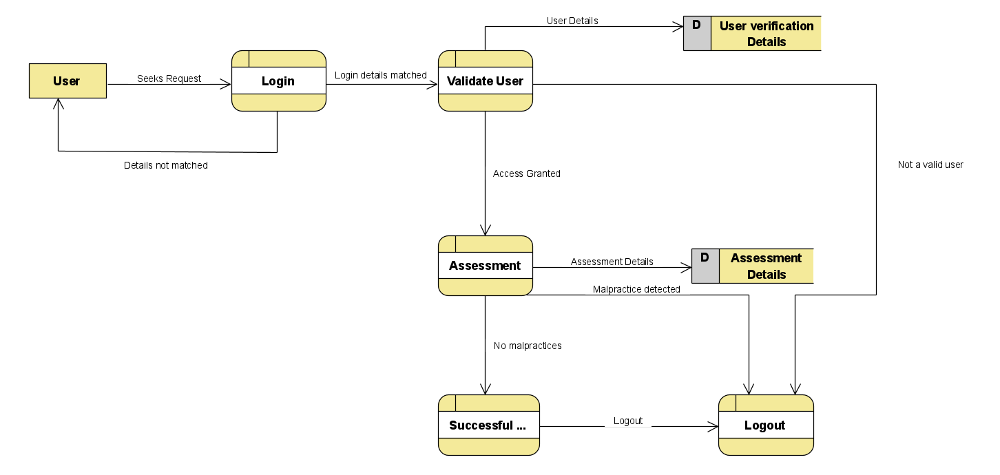 User Details
D
User verification
Details
User
Seeks Request
Login
Login details matched
Validate User
Details not matched
Access Granted
Not a valid user
Assessment
Assessment Details
D
Assessment
Details
Malpractice detected
No malpractices
Successful ...
Logout
Logout